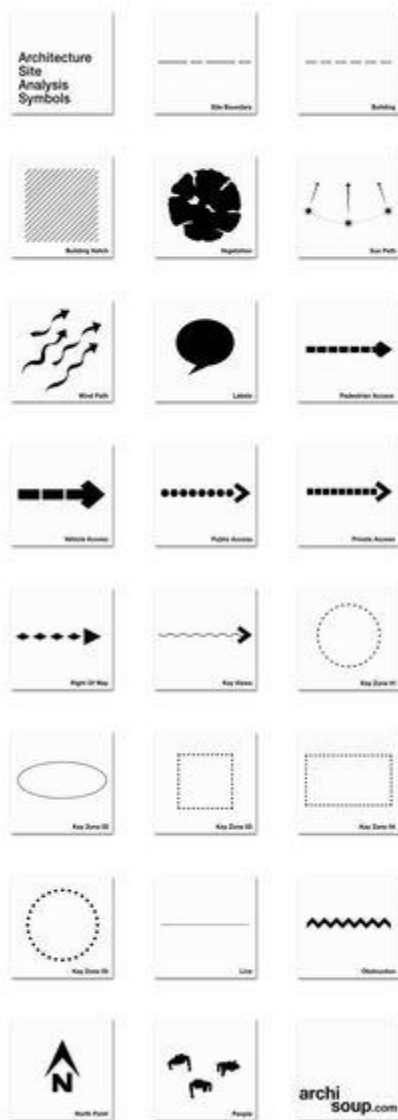 Architecture
Site
Analysis
Symbols
Site Boundary
Building
Building Hatch
Vegetation
Sun Path
Wind Path
Labels
Pedestrian Access
Vehicle Access
Public Access
Private Access
Right Of Way
Key Views
Key Zone 01
Key Zone
Key Zone
Key Zone 04
Key Zone
Line
Obstruction
N
North Point
People
archi
soup.com